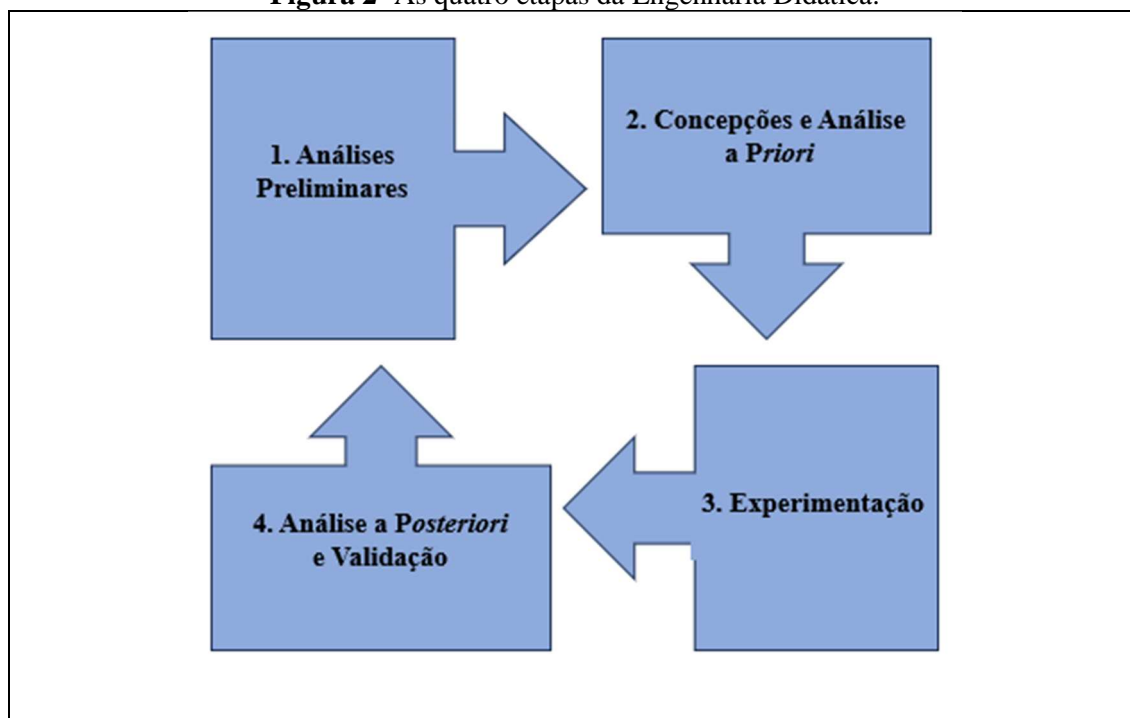 Figura 2- As quatro etapas da Engenharia Didática.
1. Análises
Preliminares
2. Concepções e Análise
a Priori
3. Experimentação
4. Análise a Posteriori
e Validação